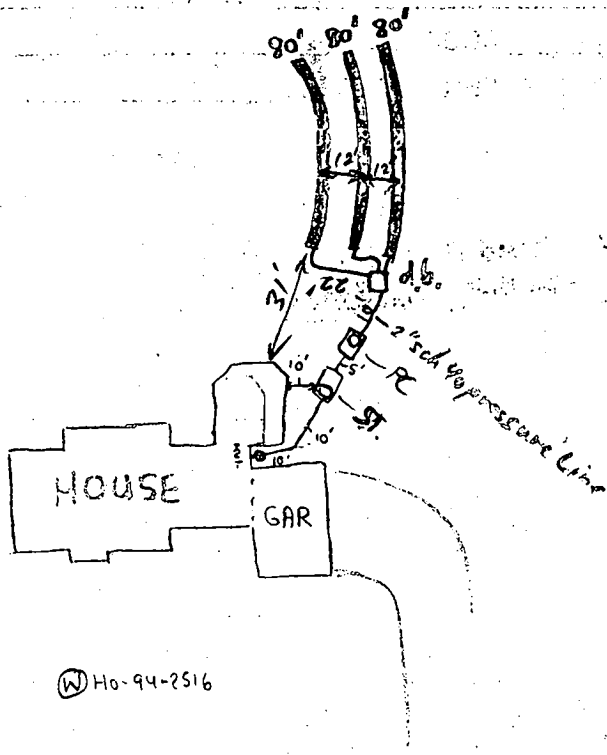 80' 80' 80'
12' 12'
d.b.
31'
22'
10'
2" sch 40 pressure line
PC
5'
10'
S.T.
10'
10'
HOUSE
GAR
W HO-94-2516